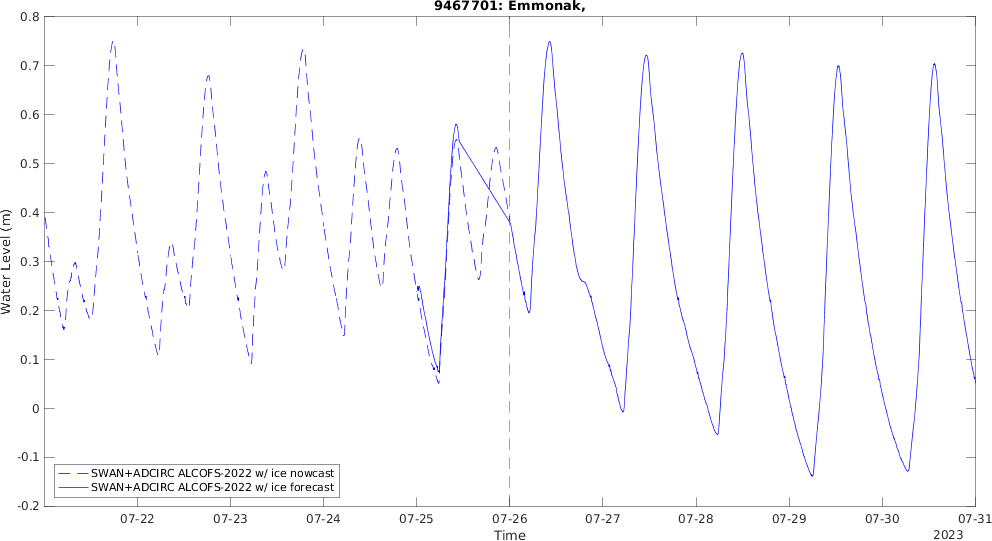 9467701: Emmonak,
0.8
0.7
0.6
0.5
0.4
0.3
0.2
0.1
0
-0.1
-0.2
Water Level (m)
SWAN+ADCIRC ALCOFS-2022 w/ ice nowcast
SWAN+ADCIRC ALCOFS-2022 w/ ice forecast
07-22 07-23 07-24 07-25 07-26 07-27 07-28 07-29 07-30 07-31
Time
2023